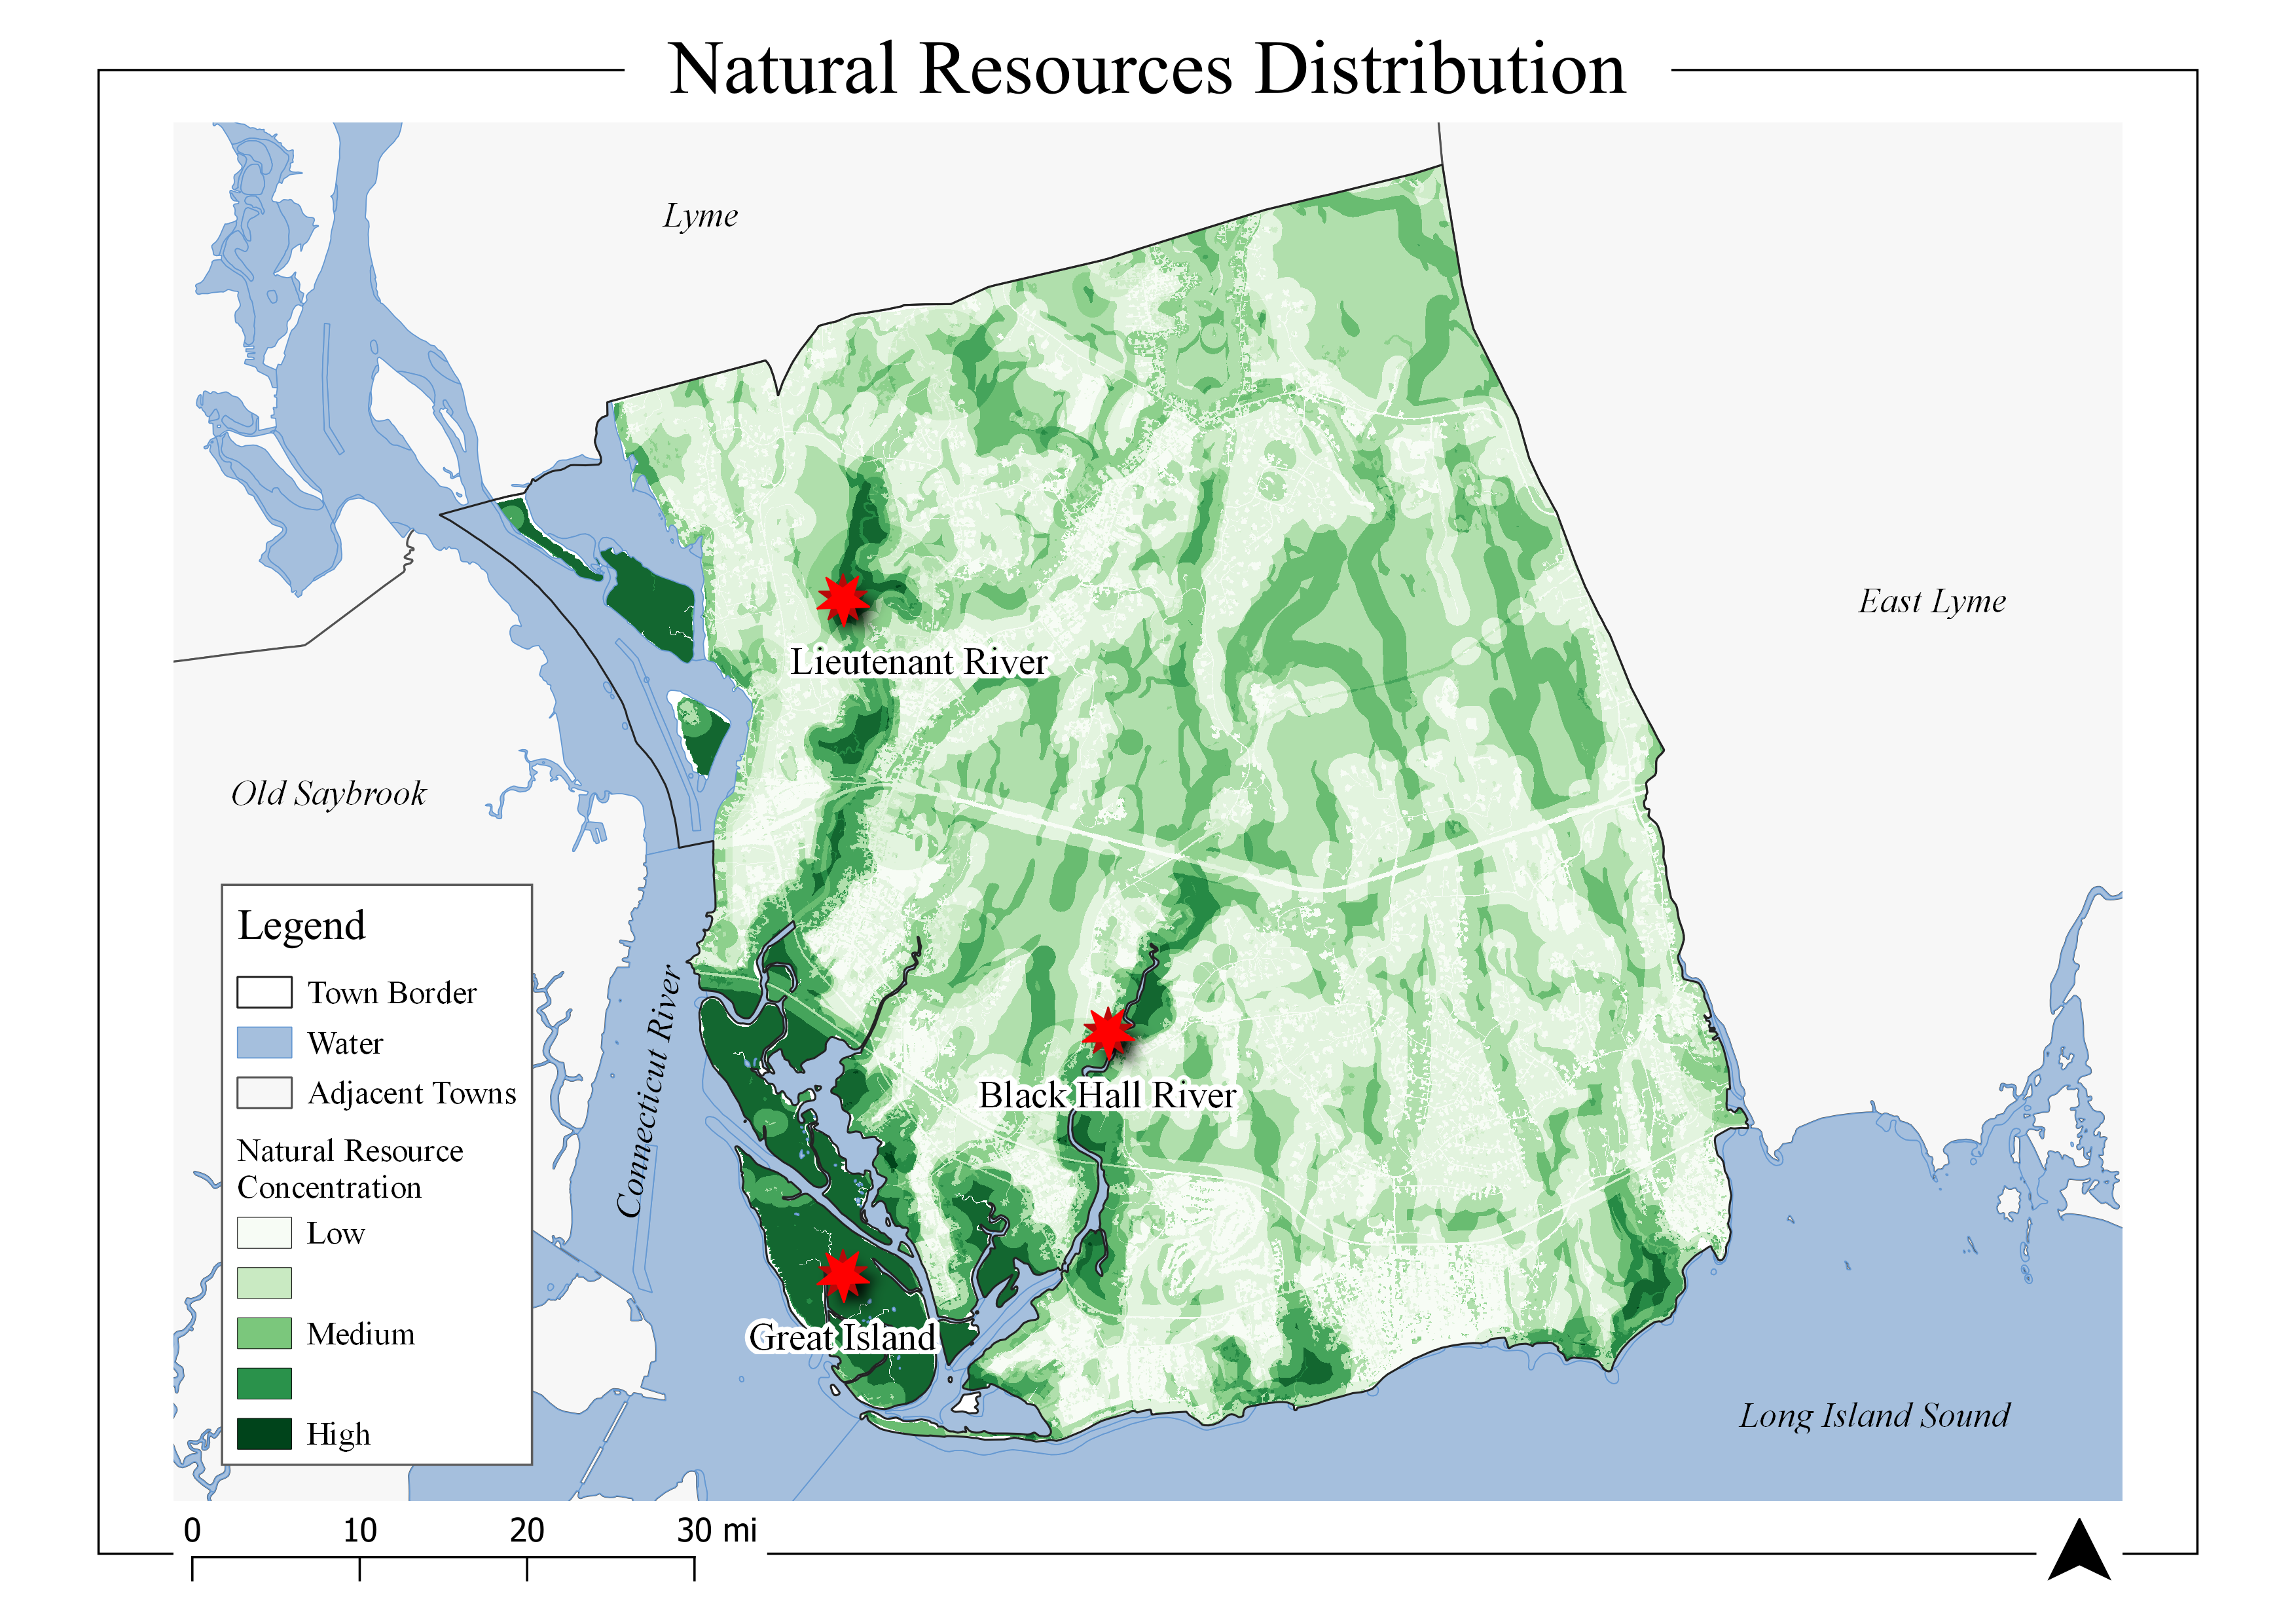 Natural Resources Distribution
Lyme
East Lyme
Lieutenant River
Old Saybrook
Legend
Town Border
Water
Adjacent Towns
Natural Resource
Concentration
Low
Medium
High
Connecticut River
Black Hall River
Great Island
Long Island Sound
0 10 20 30 mi